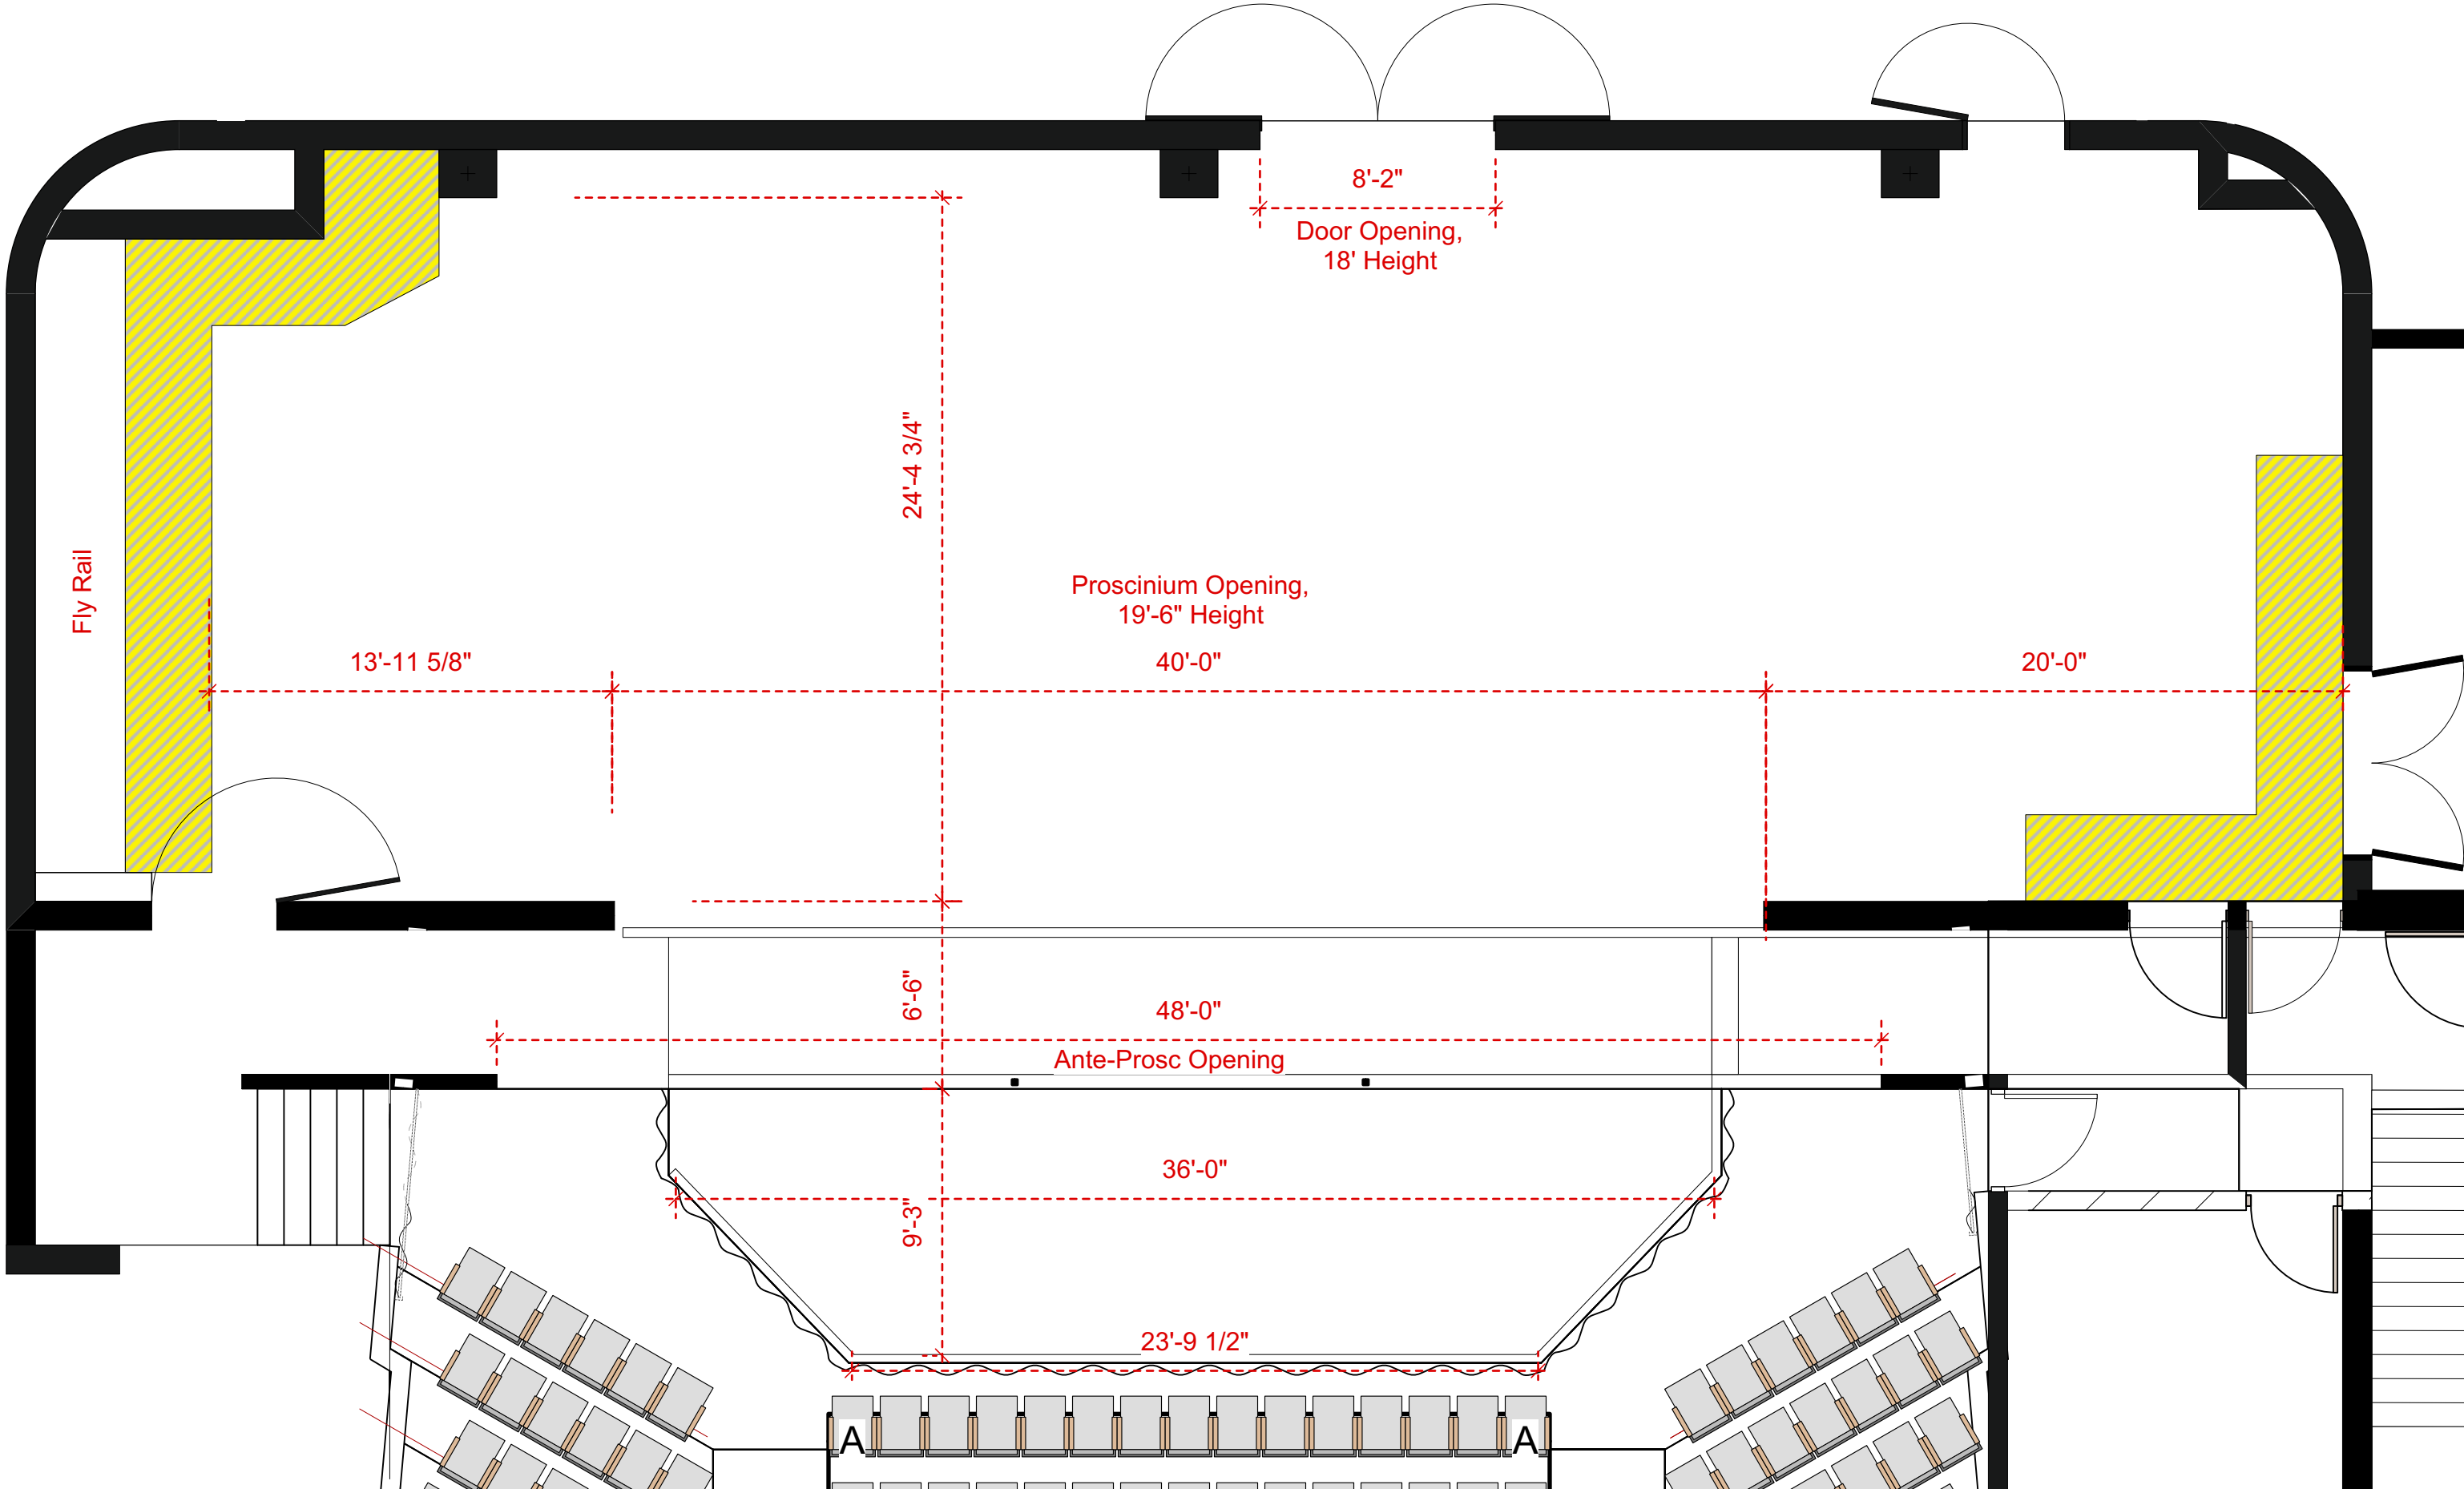 8'-2"
Door Opening,
18' Height
24'-4 3/4"
Fly Rail
Proscinium Opening,
19'-6" Height
13'-11 5/8"
40'-0"
20'-0"
6'-6"
48'-0"
Ante-Prosc Opening
36'-0"
9'-3"
23'-9 1/2"
A
A